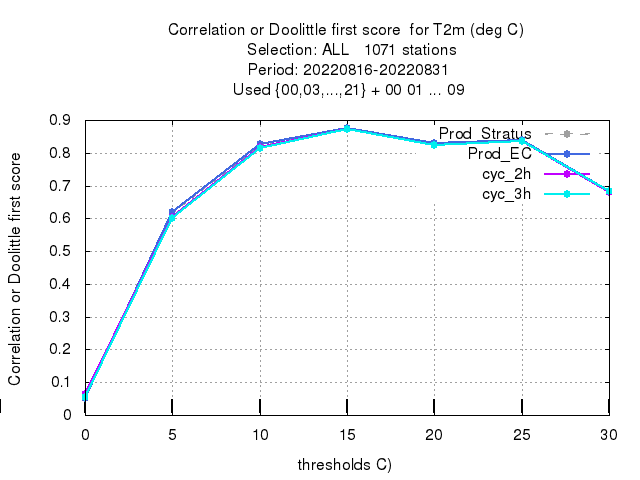 Correlation or Doolittle first score  for T2m (deg C)
Selection: ALL   1071 stations
Period: 20220816-20220831
Used {00,03,...,21} + 00 01 ... 09
Correlation or Doolittle first score
0.9
0.8
0.7
0.6
0.5
0.4
0.3
0.2
0.1
0
Prod_Stratus
Prod_EC
cyc_2h
cyc_3h
0 5 10 15 20 25 30
thresholds C)